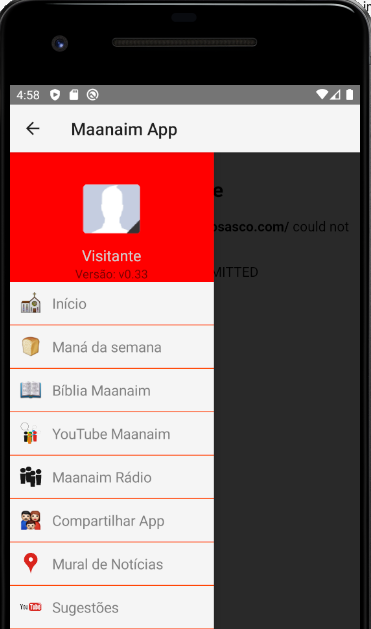 in
4:58
Maanaim App
e
osasco.com/ could not
MITTED
Visitante
Versão: v0.33
Início
Maná da semana
Bíblia Maanaim
YouTube Maanaim
Maanaim Rádio
Compartilhar App
Mural de Notícias
YouTube
Sugestões